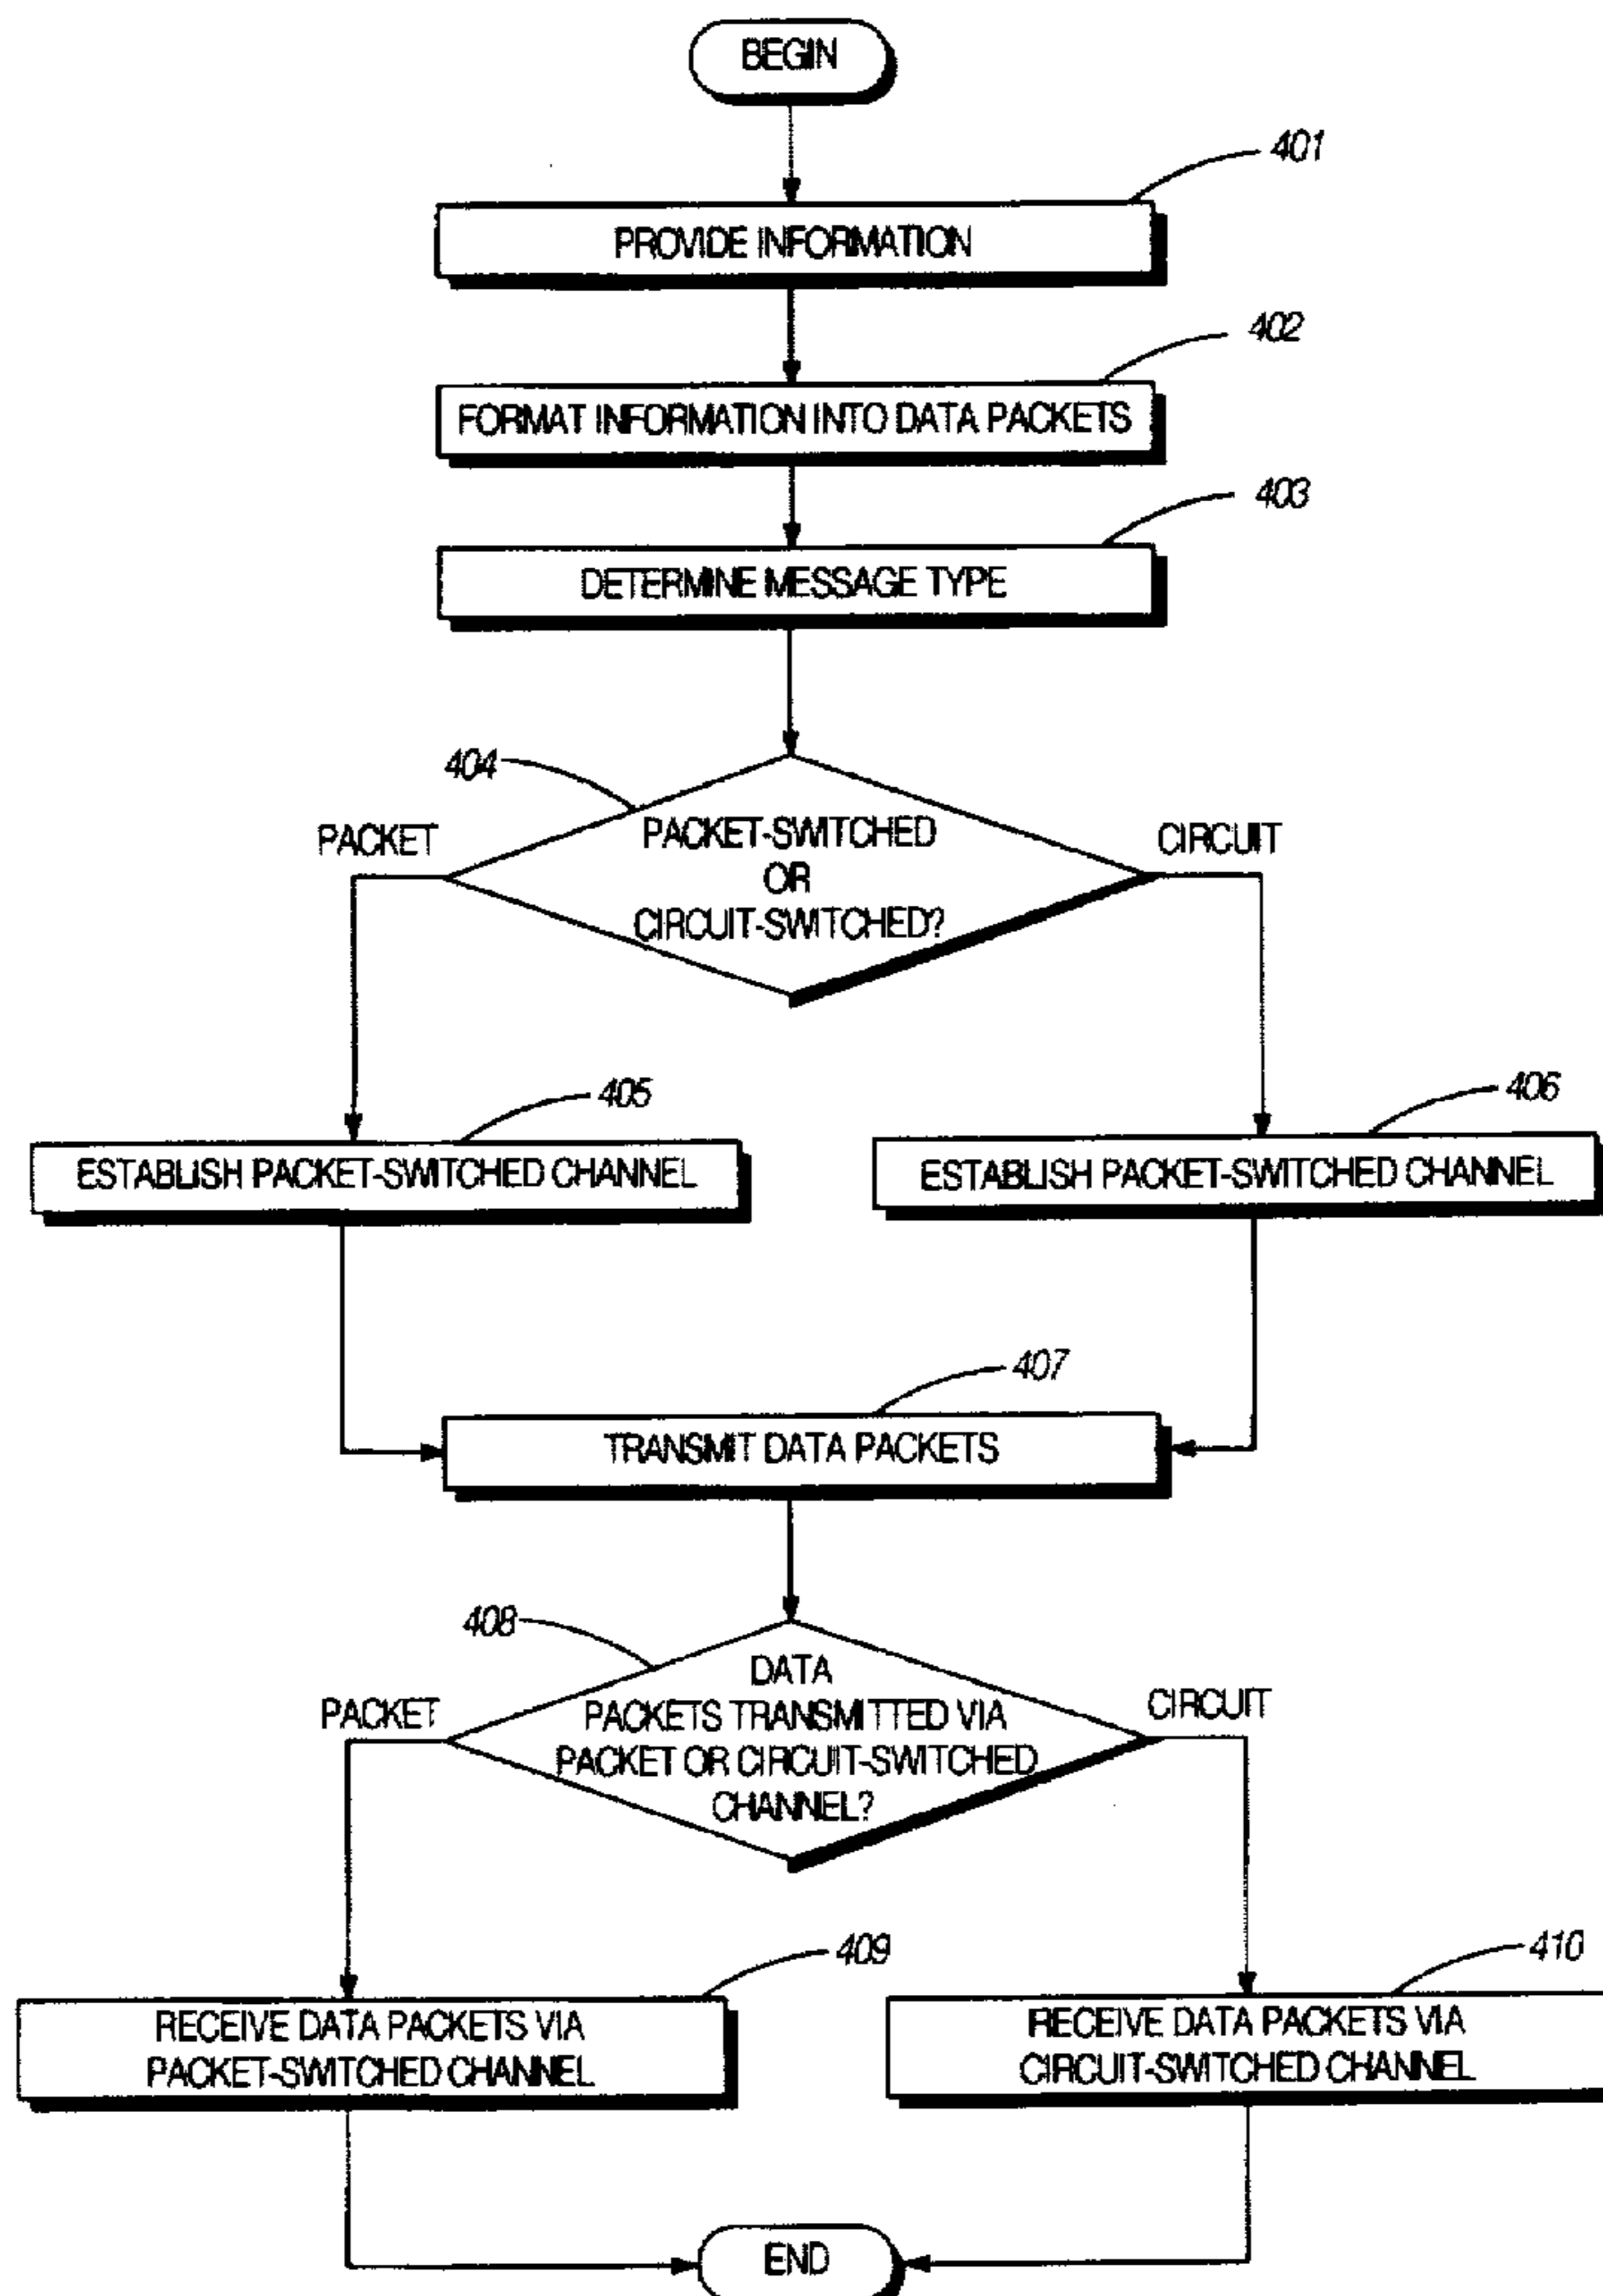 BEGIN
401
PROVIDE INFORMATION
402
FORMAT INFORMATION INTO DATA PACKETS
403
DETERMINE MESSAGE TYPE
404
PACKET
PACKET-SWITCHED
OR
CIRCUIT-SWITCHED?
CIRCUIT
405
ESTABLISH PACKET-SWITCHED CHANNEL
406
ESTABLISH PACKET-SWITCHED CHANNEL
407
TRANSMIT DATA PACKETS
408
PACKET
DATA
PACKETS TRANSMITTED VIA
PACKET OR CIRCUIT-SWITCHED
CHANNEL?
CIRCUIT
409
RECEIVE DATA PACKETS VIA
PACKET-SWITCHED CHANNEL
410
RECEIVE DATA PACKETS VIA
CIRCUIT-SWITCHED CHANNEL
END